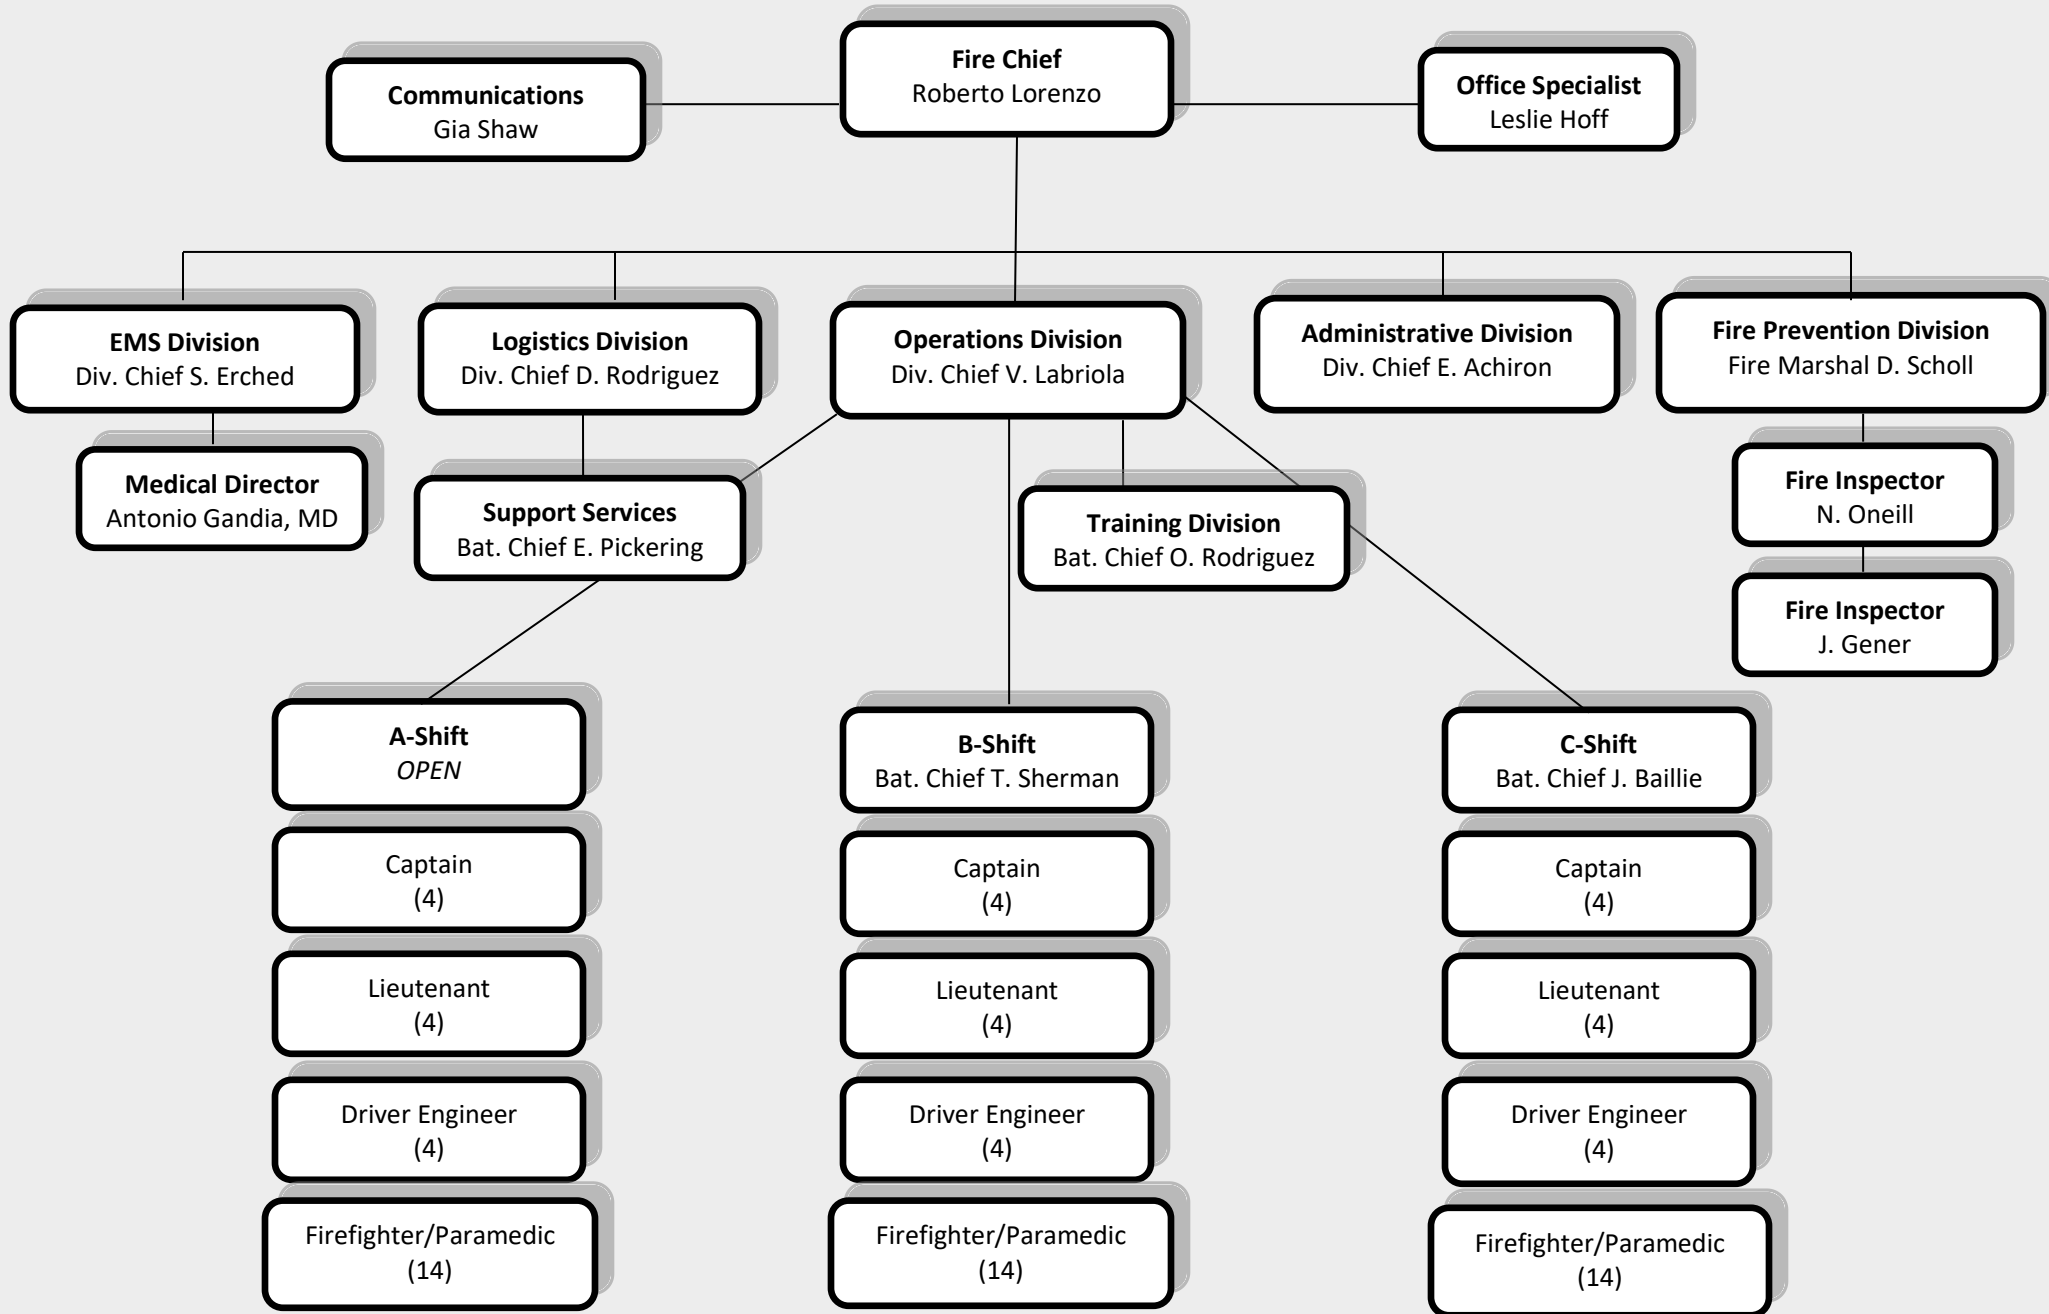 Fire Chief
Roberto Lorenzo
Communications
Gia Shaw
Office Specialist
Leslie Hoff
EMS Division
Div. Chief S. Erched
Logistics Division
Div. Chief D. Rodriguez
Operations Division
Div. Chief V. Labriola
Administrative Division
Div. Chief E. Achiron
Fire Prevention Division
Fire Marshal D. Scholl
Medical Director
Antonio Gandia, MD
Support Services
Bat. Chief E. Pickering
Training Division
Bat. Chief O. Rodriguez
Fire Inspector
N. Oneill
Fire Inspector
J. Gener
A-Shift
OPEN
Captain
(4)
Lieutenant
(4)
Driver Engineer
(4)
Firefighter/Paramedic
(14)
B-Shift
Bat. Chief T. Sherman
Captain
(4)
Lieutenant
(4)
Driver Engineer
(4)
Firefighter/Paramedic
(14)
C-Shift
Bat. Chief J. Baillie
Captain
(4)
Lieutenant
(4)
Driver Engineer
(4)
Firefighter/Paramedic
(14)